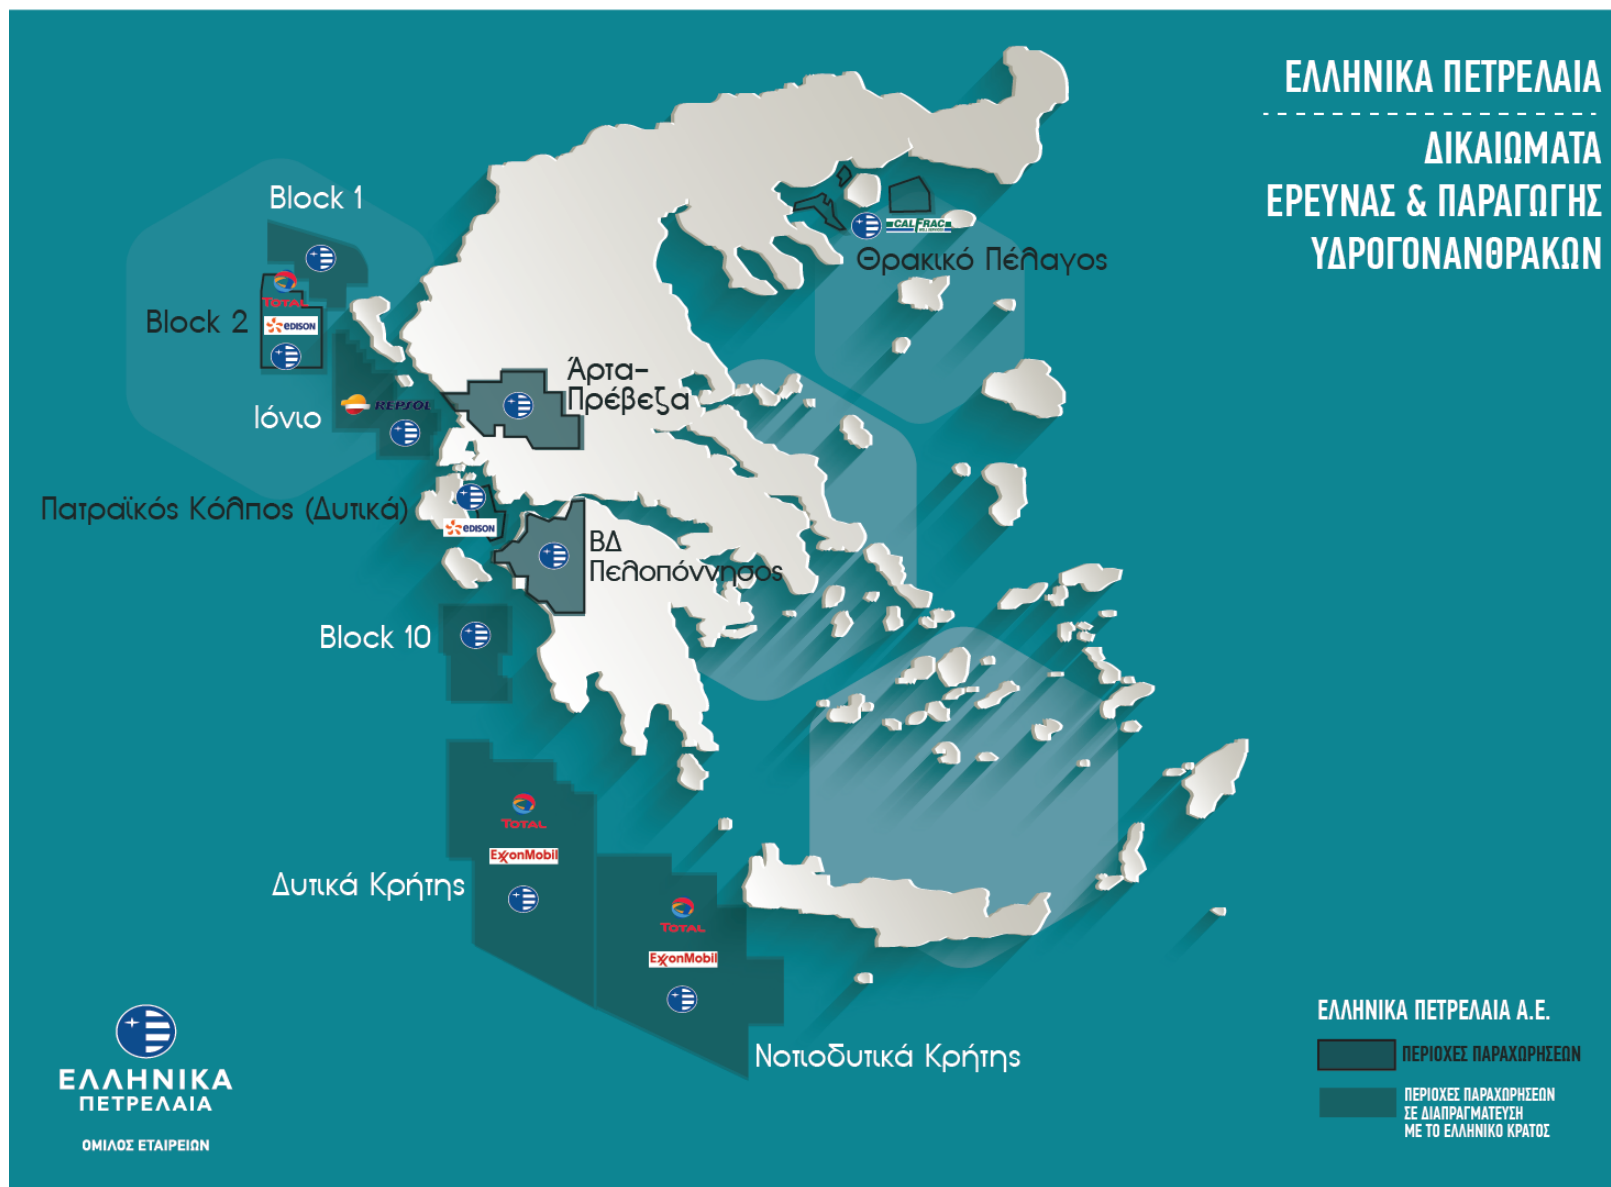 ΕΛΛΗΝΙΚΑ ΠΕΤΡΕΛΑΙΑ
ΔΙΚΑΙΩΜΑΤΑ
ΕΡΕΥΝΑΣ & ΠΑΡΑΓΩΓΗΣ
ΥΔΡΟΓΟΝΑΝΘΡΑΚΩΝ
Block 1
CALFRAC
Θρακικό Πέλαγος
TOTAL
Block 2
EDISON
Άρτα-
Πρέβεζα
Ιόνιο
REPSOL
Πατραϊκός Κόλπος (Δυτικά)
EDISON
ΒΔ
Πελοπόννησος
Block 10
TOTAL
ExxonMobil
Δυτικά Κρήτης
TOTAL
ExxonMobil
Νοτιοδυτικά Κρήτης
ΕΛΛΗΝΙΚΑ
ΠΕΤΡΕΛΑΙΑ
ΟΜΙΛΟΣ ΕΤΑΙΡΕΙΩΝ
ΕΛΛΗΝΙΚΑ ΠΕΤΡΕΛΑΙΑ Α.Ε.
ΠΕΡΙΟΧΕΣ ΠΑΡΑΧΩΡΗΣΕΩΝ
ΠΕΡΙΟΧΕΣ ΠΑΡΑΧΩΡΗΣΕΩΝ
ΣΕ ΔΙΑΠΡΑΓΜΑΤΕΥΣΗ
ΜΕ ΤΟ ΕΛΛΗΝΙΚΟ ΚΡΑΤΟΣ